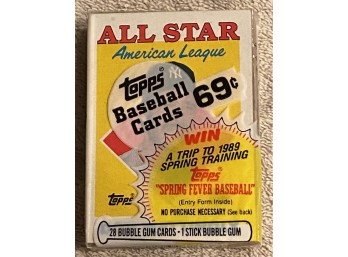 ALL STAR
American League
NY
Topps
Baseball
Cards 69¢
WIN
A TRIP TO 1989
SPRING TRAINING
Topps
"SPRING FEVER BASEBALL"
(Entry Form Inside)
Topps
NO PURCHASE NECESSARY (See back)
28 BUBBLE GUM CARDS • 1 STICK BUBBLE GUM